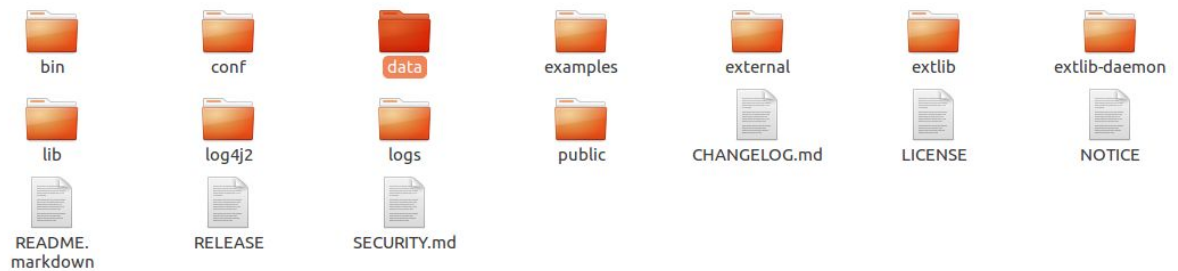 bin
conf
data
examples
external
extlib
extlib-daemon
lib
log4j2
logs
public
CHANGELOG.md
LICENSE
NOTICE
README.
markdown
RELEASE
SECURITY.md